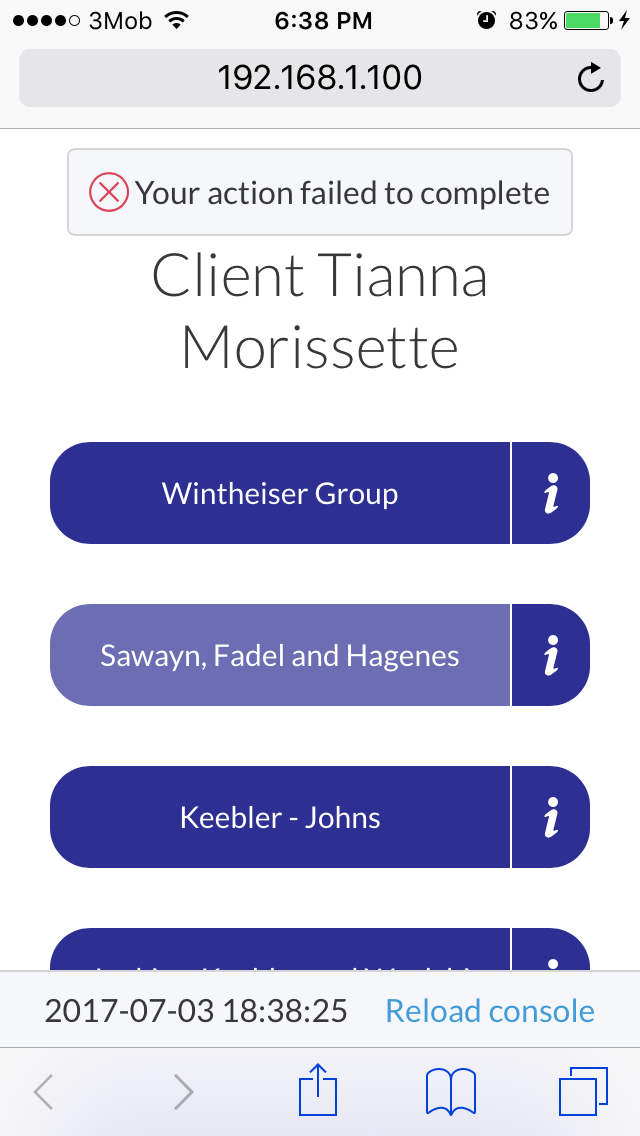 3Mob 6:38 PM 83%
192.168.1.100
Your action failed to complete
Client Tianna
Morissette
Wintheiser Group
i
Sawayn, Fadel and Hagenes
i
Keebler - Johns
i
2017-07-03 18:38:25 Reload console